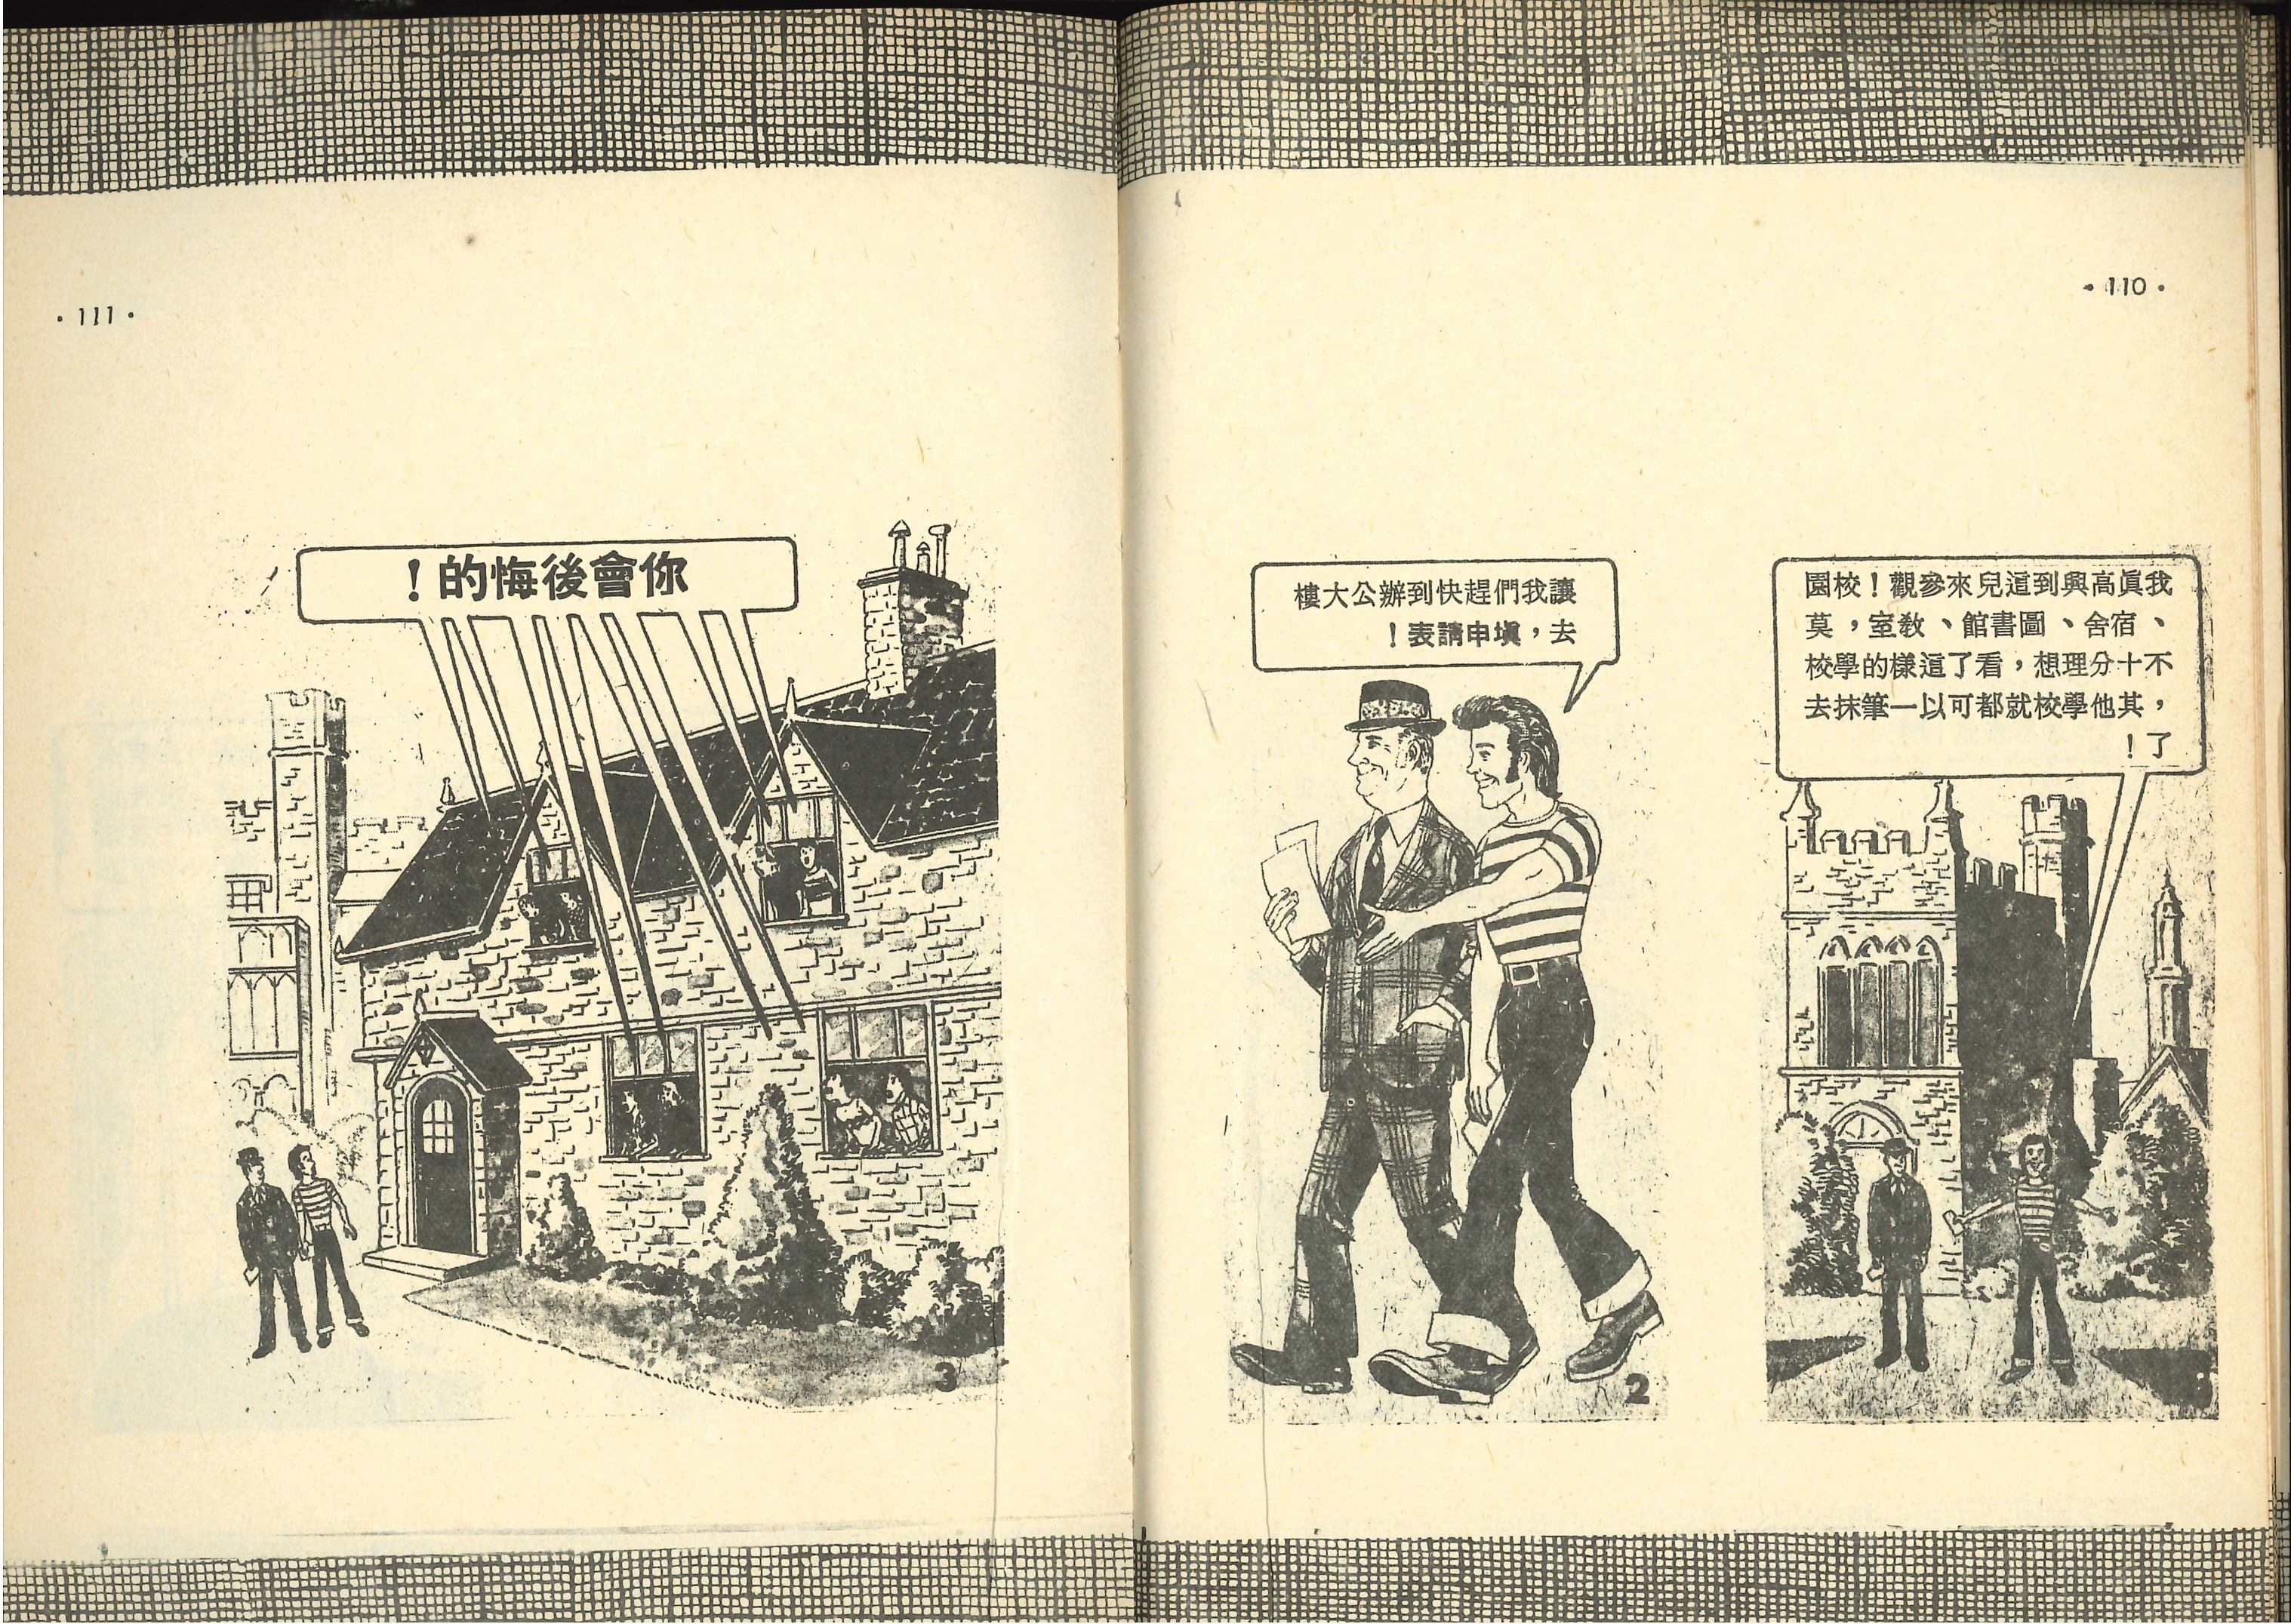 ·110·
我眞高興到這兒來參觀！校園
、宿舍、圖書館、教室，莫
不十分理想，看了這樣的學校
，其他學校就都可以一筆抹去
了！
讓我們趕快到辦公大樓
去，塡申請表！
2
·111·
你會後悔的！
3